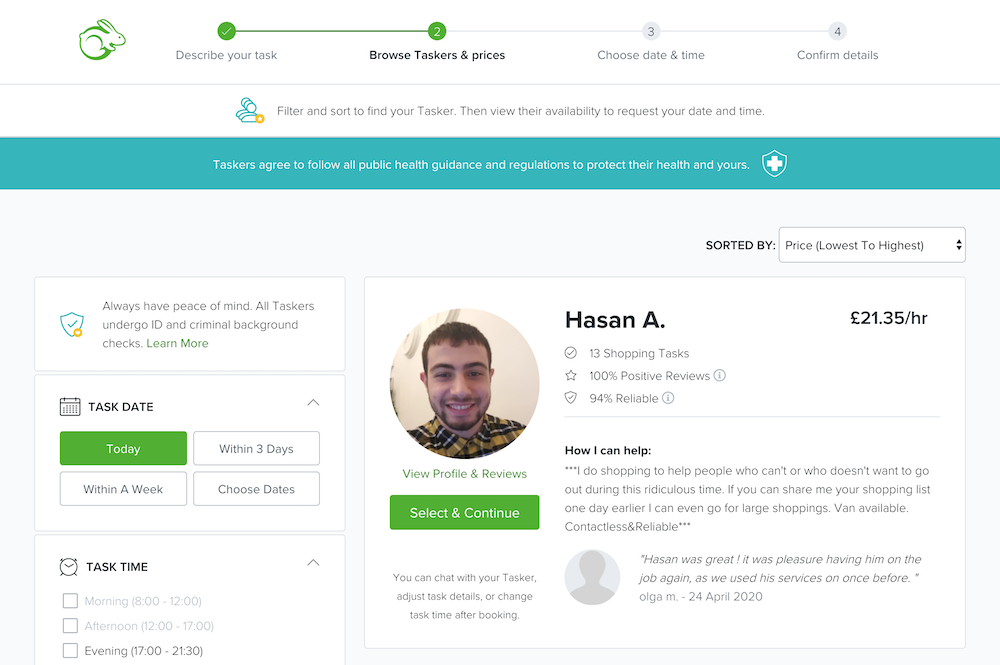 2
3
4
Describe your task
Browse Taskers & prices
Choose date & time
Confirm details
Filter and sort to find your Tasker. Then view their availability to request your date and time.
Taskers agree to follow all public health guidance and regulations to protect their health and yours.
SORTED BY: Price (Lowest To Highest)
Always have peace of mind. All Taskers
undergo ID and criminal background
checks. Learn More
TASK DATE
Today
Within 3 Days
Within A Week
Choose Dates
TASK TIME
Morning (8:00 - 12:00)
Afternoon (12:00 - 17:00)
Evening (17:00 - 21:30)
View Profile & Reviews
Select & Continue
You can chat with your Tasker,
adjust task details, or change
task time after booking.
Hasan A.
£21.35/hr
13 Shopping Tasks
100% Positive Reviews
94% Reliable
How I can help:
***I do shopping to help people who can't or who doesn't want to go
out during this ridiculous time. If you can share me your shopping list
one day earlier I can even go for large shoppings. Van available.
Contactless&Reliable***
"Hasan was great ! it was pleasure having him on the
job again, as we used his services on once before. "
olga m. - 24 April 2020